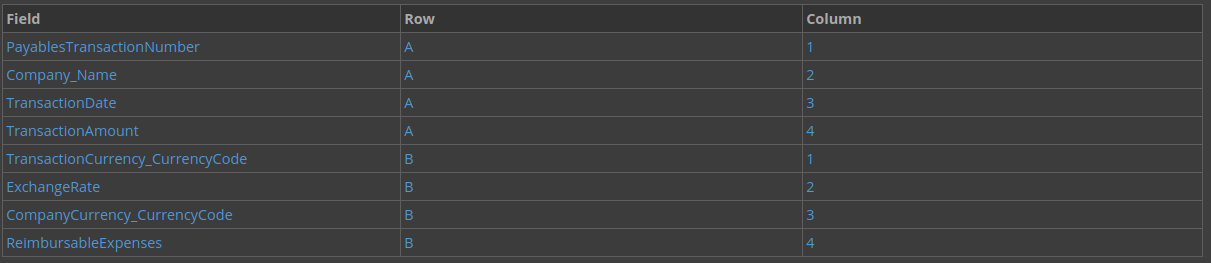 Field Row Column
PayablesTransactionNumber A 1
Company_Name A 2
TransactionDate A 3
TransactionAmount A 4
TransactionCurrency_CurrencyCode B 1
ExchangeRate B 2
CompanyCurrency_CurrencyCode B 3
ReimbursableExpenses B 4